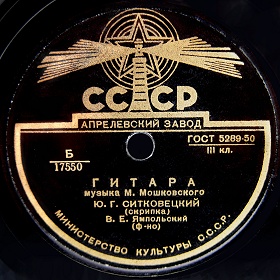 СССР
АПРЕЛЕВСКИЙ ЗАВОД
ГОСТ 5289-50
III кл.
Б
17550
ГИТАРА
музыка М. Мошковского
Ю. Г. СИТКОВЕЦКИЙ
(скрипка)
В. Е. Ямпольский
(ф-но)
МИНИСТЕРСТВО КУЛЬТУРЫ С.С.С.Р.